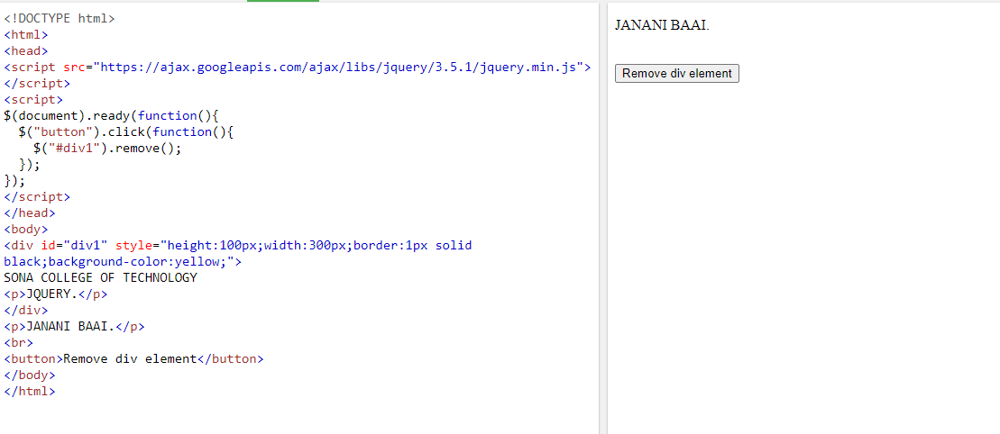 <!DOCTYPE html>
<html>
<head>
<script src="https://ajax.googleapis.com/ajax/libs/jquery/3.5.1/jquery.min.js">
</script>
<script>
$(document).ready(function(){
  $("button").click(function(){
    $("#div1").remove();
  });
});
</script>
</head>
<body>
<div id="div1" style="height:100px;width:300px;border:1px solid
black;background-color:yellow;">
SONA COLLEGE OF TECHNOLOGY
<p>JQUERY.</p>
</div>
<p>JANANI BAAI.</p>
<br>
<button>Remove div element</button>
</body>
</html>
JANANI BAAI.
Remove div element